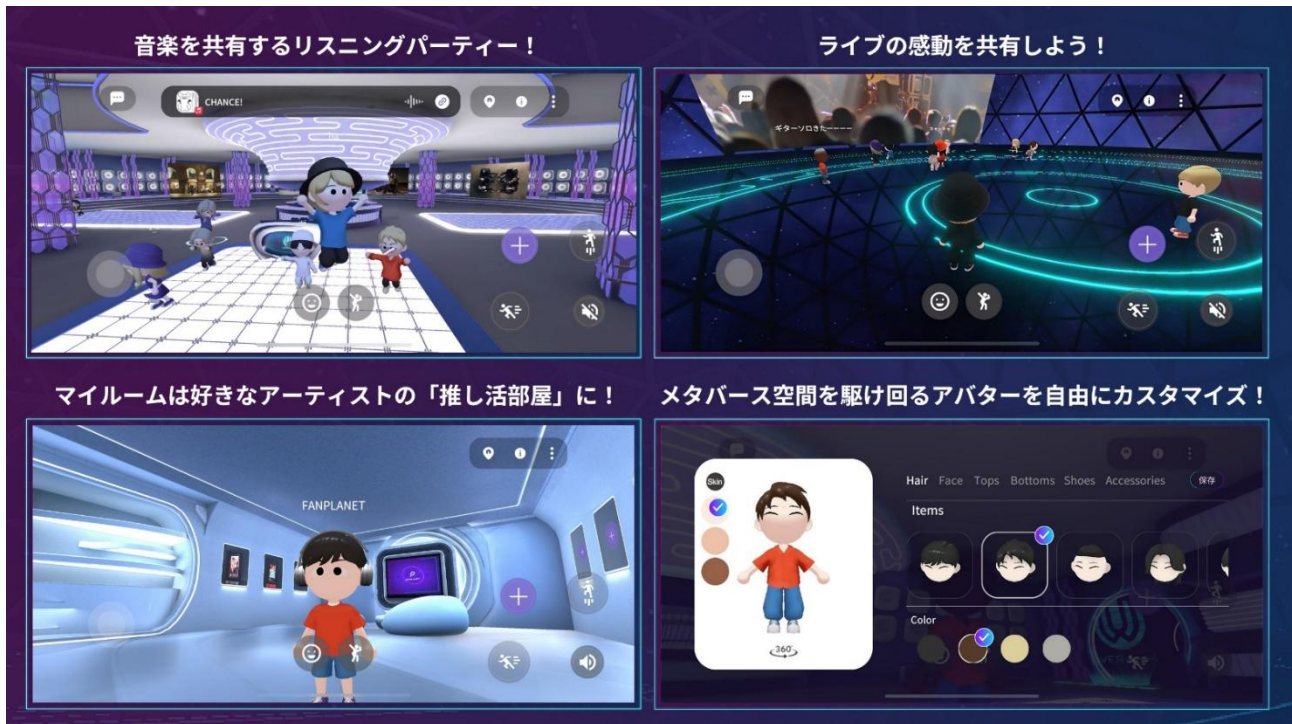 音楽を共有するリスニングパーティー！
ライブの感動を共有しよう！
CHANCE!
ギターソロきたーーーー
マイルームは好きなアーティストの「推し活部屋」に！
メタバース空間を駆け回るアバターを自由にカスタマイズ！
FANPLANET
Skin
360°
Hair Face Tops Bottoms Shoes Accessories 保存
Items
Color